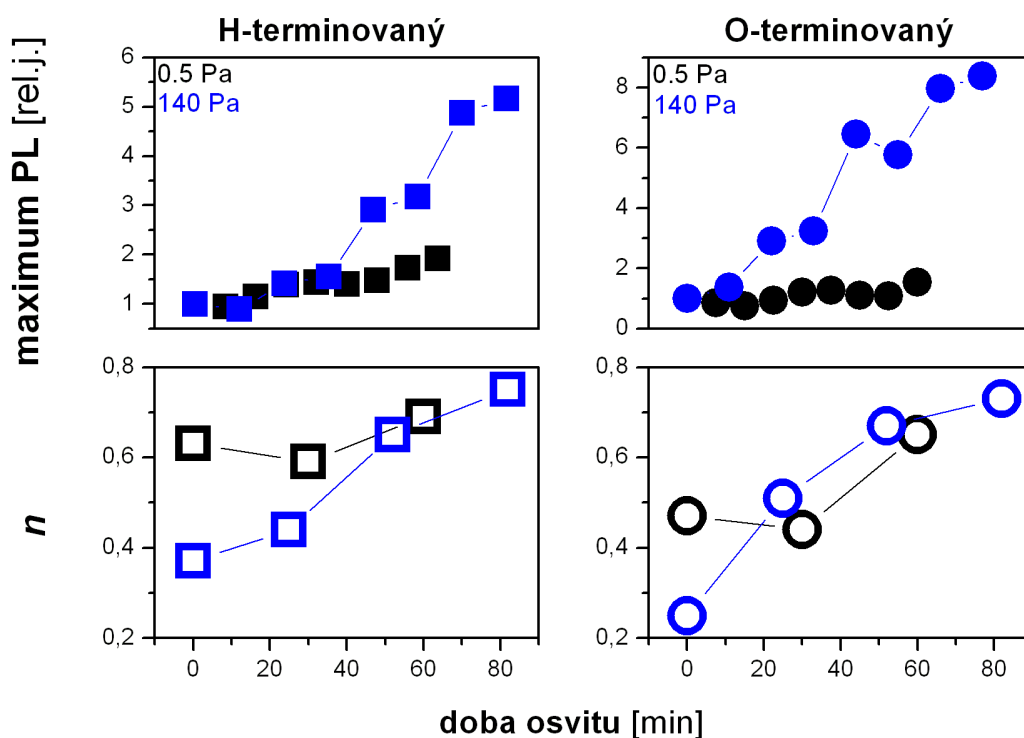 H-terminovaný
O-terminovaný
maximum PL [rel.j.]
6
5
4
3
2
1
0.5 Pa
140 Pa
8
6
4
2
0
0.5 Pa
140 Pa
n
0,8
0,6
0,4
0,2
0 20 40 60 80
0,8
0,6
0,4
0,2
0 20 40 60 80
doba osvitu [min]